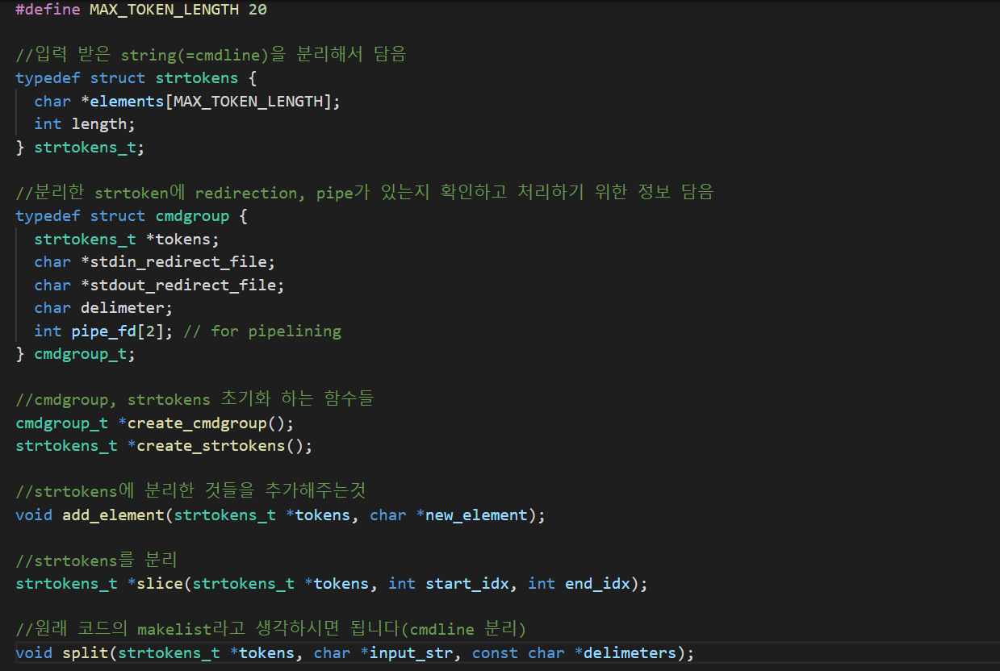 #define MAX_TOKEN_LENGTH 20
//입력 받은 string(=cmdline)을 분리해서 담음
typedef struct strtokens {
char *elements[MAX_TOKEN_LENGTH];
int length;
} strtokens_t;
//분리한 strtoken에 redirection, pipe가 있는지 확인하고 처리하기 위한 정보 담음
typedef struct cmdgroup {
strtokens_t *tokens;
char *stdin_redirect_file;
char *stdout_redirect_file;
char delimeter;
int pipe_fd[2]; // for pipelining
} cmdgroup_t;
//cmdgroup, strtokens 초기화 하는 함수들
cmdgroup_t *create_cmdgroup();
strtokens_t *create_strtokens();
//strtokens에 분리한 것들을 추가해주는것
void add_element(strtokens_t *tokens, char *new_element);
//strtokens를 분리
strtokens_t *slice(strtokens_t *tokens, int start_idx, int end_idx);
//원래 코드의 makelist라고 생각하시면 됩니다(cmdline 분리)
void split(strtokens_t *tokens, char *input_str, const char *delimeters);